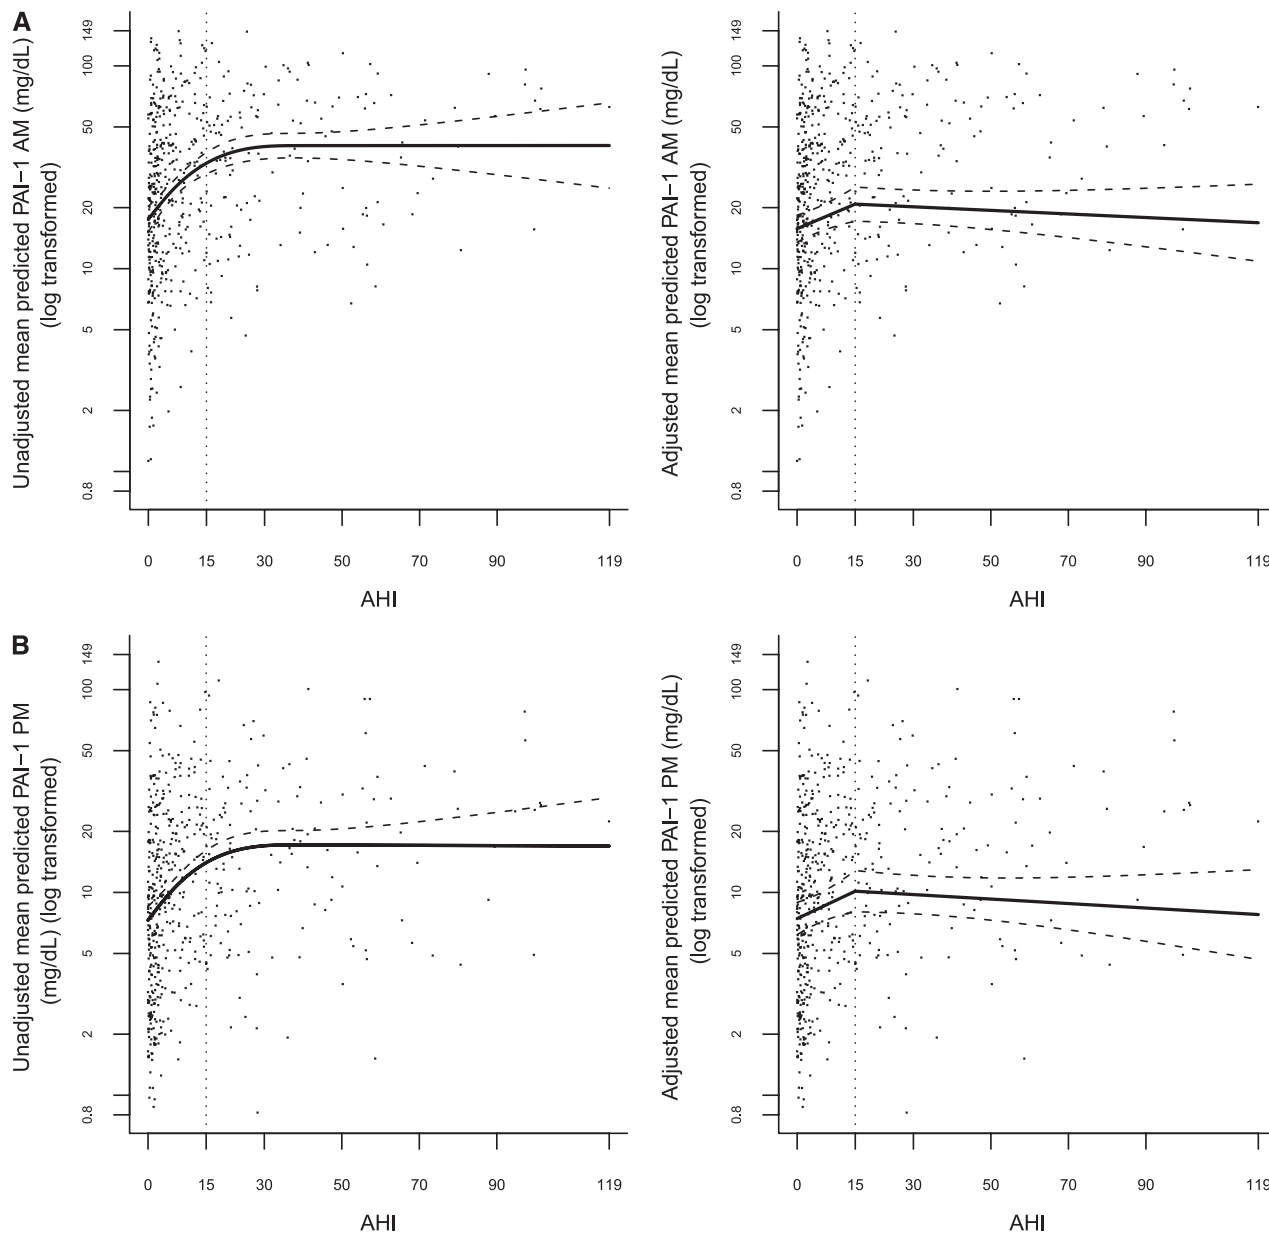 A
Unadjusted mean predicted PAI−1 AM (mg/dL)
(log transformed)
149
100
50
20
10
5
2
0.8
0 15 30 50 70 90 119
AHI
Adjusted mean predicted PAI−1 AM (mg/dL)
(log transformed)
149
100
50
20
10
5
2
0.8
0 15 30 50 70 90 119
AHI
B
Unadjusted mean predicted PAI−1 PM
(mg/dL) (log transformed)
149
100
50
20
10
5
2
0.8
0 15 30 50 70 90 119
AHI
Adjusted mean predicted PAI−1 PM (mg/dL)
(log transformed)
149
100
50
20
10
5
2
0.8
0 15 30 50 70 90 119
AHI